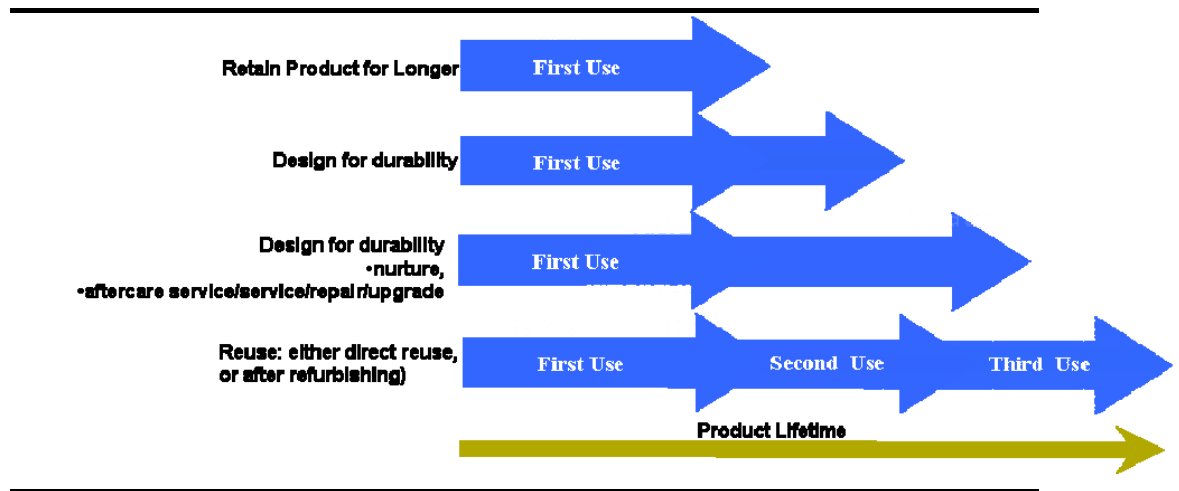 Retain Product for Longer
First Use
Design for durability
First Use
Design for durability
•nurture,
•aftercare service/service/repair/upgrade
First Use
Reuse: either direct reuse,
or after refurbishing)
First Use
Second Use
Third Use
Product Lifetime